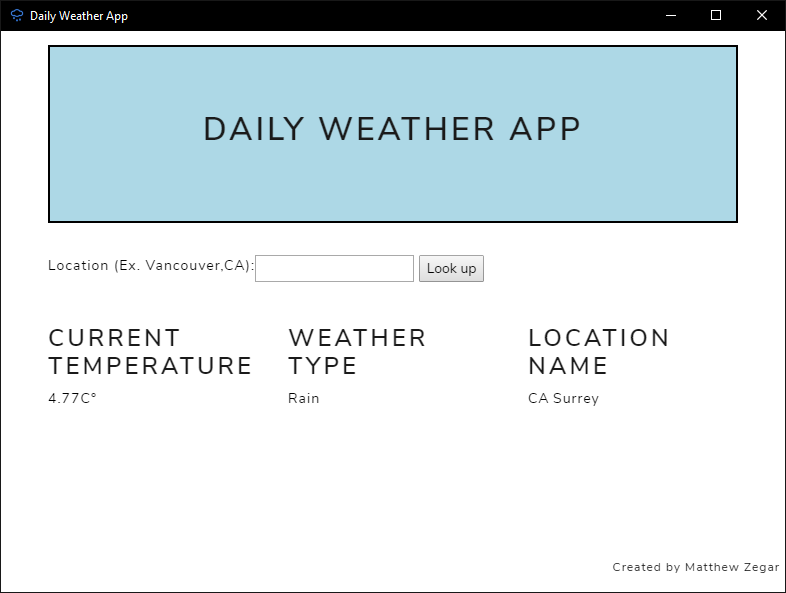 Daily Weather App
DAILY WEATHER APP
Location (Ex. Vancouver,CA):
Look up
CURRENT
TEMPERATURE
4.77C°
WEATHER
TYPE
Rain
LOCATION
NAME
CA Surrey
Created by Matthew Zegar